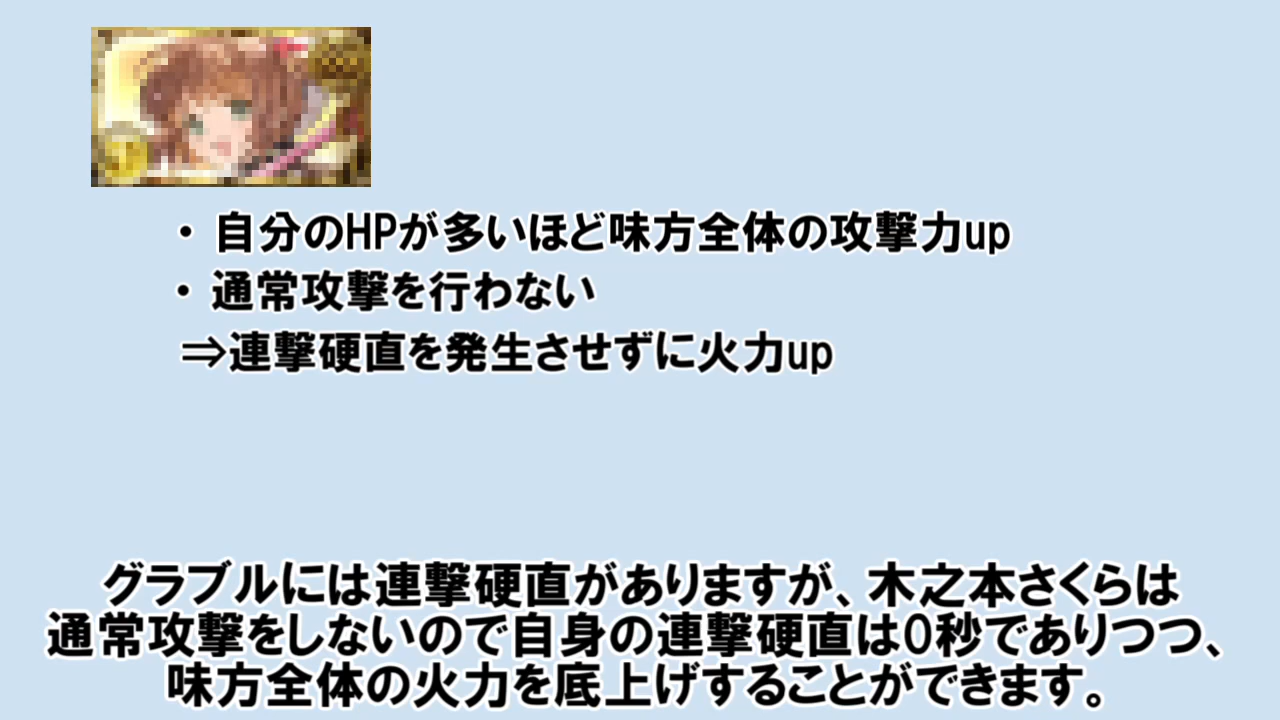 ・自分のHPが多いほど味方全体の攻撃力up
・通常攻撃を行わない
⇒連撃硬直を発生させずに火力up
グラブルには連撃硬直がありますが、木之本さくらは
通常攻撃をしないので自身の連撃硬直は0秒でありつつ、
味方全体の火力を底上げすることができます。